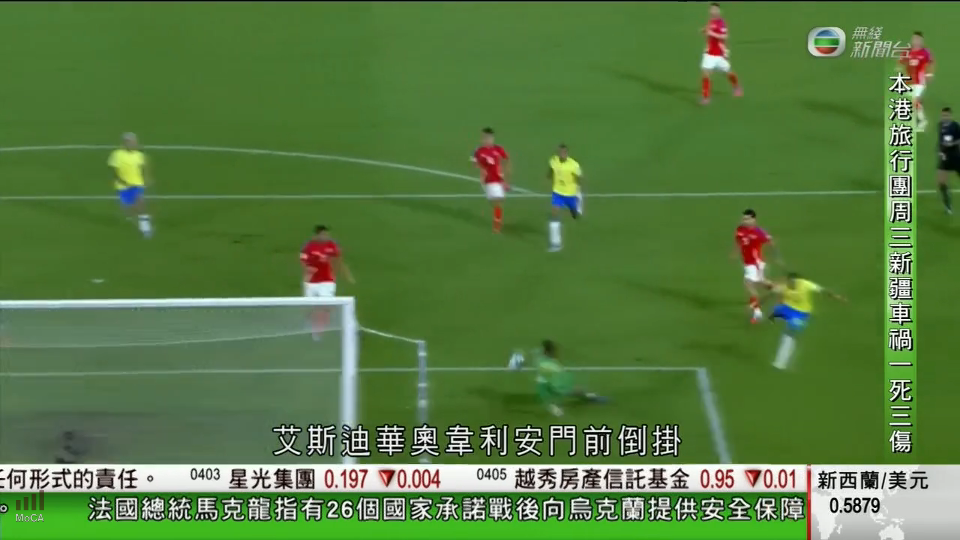 無綫
新聞台
本港旅行團周三新疆車禍一死三傷
艾斯迪華奧韋利安門前倒掛
任何形式的責任。 0403 星光集團 0.197 ▼0.004 0405 越秀房產信託基金 0.95 ▼0.01
新西蘭/美元
0.5879
。 法國總統馬克龍指有26個國家承諾戰後向烏克蘭提供安全保障
MoCA